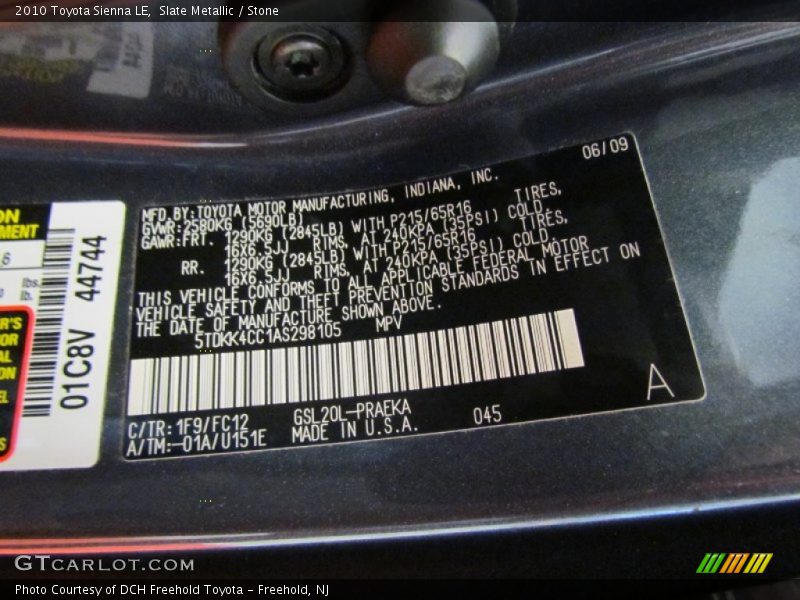 2010 Toyota Sienna LE,  Slate Metallic / Stone
06/09
MFD.BY:TOYOTA MOTOR MANUFACTURING, INDIANA, INC.
GVWR:2580KG (5690LB)
GAWR:FRT. 1290KG (2845LB) WITH P215/65R16 TIRES,
16X6.5JJ RIMS, AT 240KPA (35PSI) COLD.
RR. 1290KG (2845LB) WITH P215/65R16 TIRES,
16X6.5JJ RIMS, AT 240KPA (35PSI) COLD.
THIS VEHICLE CONFORMS TO ALL APPLICABLE FEDERAL MOTOR
VEHICLE SAFETY AND THEFT PREVENTION STANDARDS IN EFFECT ON
THE DATE OF MANUFACTURE SHOWN ABOVE.
5TDKK4CC1AS298105 MPV
A
C/TR:1F9/FC12 GSL20L-PRAEKA 045
A/TM:-01A/U151E MADE IN U.S.A.
01C8V 44744
6
lbs.
lb.
GTCARLOT.COM
Photo Courtesy of DCH Freehold Toyota - Freehold, NJ